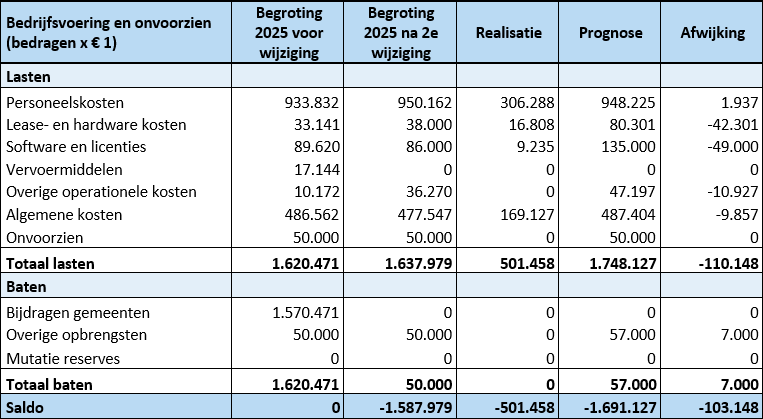 Bedrijfsvoering en onvoorzien (bedragen x € 1) | Begroting 2025 voor wijziging | Begroting 2025 na 2e wijziging | Realisatie | Prognose | Afwijking
Lasten
Personeelskosten 933.832 950.162 306.288 948.225 1.937
Lease- en hardware kosten 33.141 38.000 16.808 80.301 -42.301
Software en licenties 89.620 86.000 9.235 135.000 -49.000
Vervoermiddelen 17.144 0 0 0 0
Overige operationele kosten 10.172 36.270 0 47.197 -10.927
Algemene kosten 486.562 477.547 169.127 487.404 -9.857
Onvoorzien 50.000 50.000 0 50.000 0
Totaal lasten 1.620.471 1.637.979 501.458 1.748.127 -110.148
Baten
Bijdragen gemeenten 1.570.471 0 0 0 0
Overige opbrengsten 50.000 50.000 0 57.000 7.000
Mutatie reserves 0 0 0 0 0
Totaal baten 1.620.471 50.000 0 57.000 7.000
Saldo 0 -1.587.979 -501.458 -1.691.127 -103.148